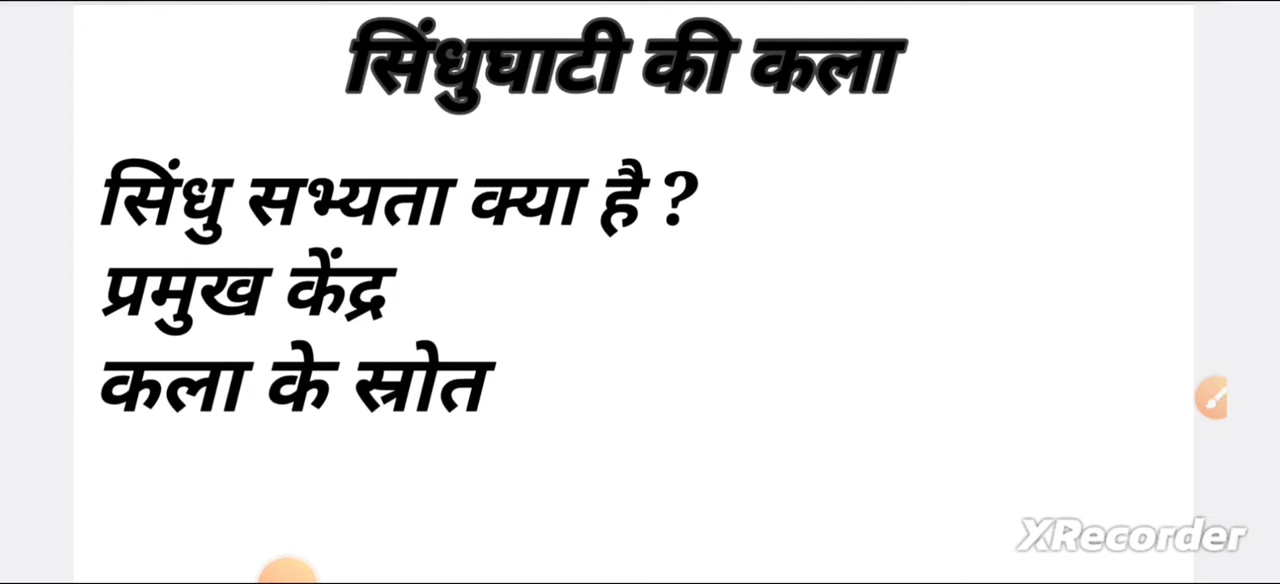 सिंधुघाटी की कला
सिंधु सभ्यता क्या है ?
प्रमुख केंद्र
कला के स्रोत
XRecorder